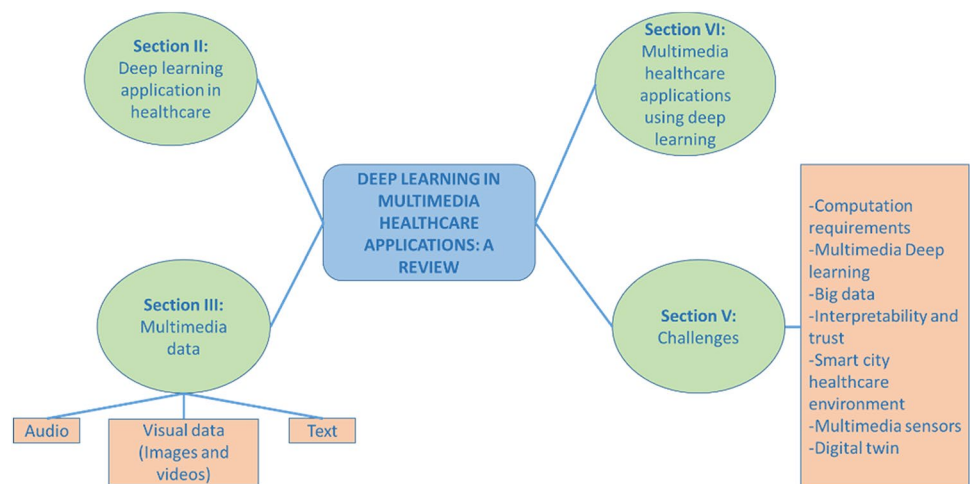 Section II:
Deep learning
application in
healthcare
Section VI:
Multimedia
healthcare
applications
using deep
learning
DEEP LEARNING IN
MULTIMEDIA
HEALTHCARE
APPLICATIONS: A
REVIEW
Section III:
Multimedia
data
Audio
Visual data
(Images and
videos)
Text
Section V:
Challenges
-Computation
requirements
-Multimedia Deep
learning
-Big data
-Interpretability and
trust
-Smart city
healthcare
environment
-Multimedia sensors
-Digital twin